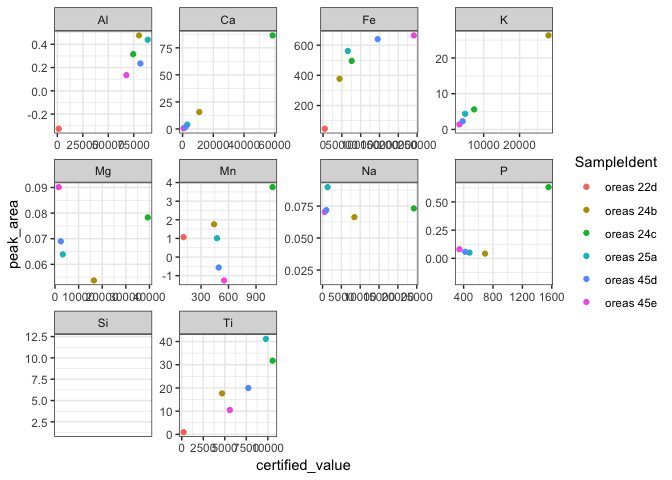 Al Ca Fe K
0.4 0.2 0.0 -0.2
75 50 25 0
600 400 200
20 10 0
0 25000 50000 75000
0 20000 40000 60000
0 50000 100000 150000 200000 250000
10000 20000
Mg Mn Na P
0.09 0.08 0.07 0.06
4 3 2 1 0 -1
0.075 0.050 0.025
0.50 0.25 0.00
0 10000 20000 30000 40000
300 600 900
0 5000 10000 15000 20000 25000
400 800 1200 1600
Si Ti
12.5 10.0 7.5 5.0 2.5
40 30 20 10 0
0 2500 5000 7500 10000
peak_area
certified_value
SampleIdent
oreas 22d
oreas 24b
oreas 24c
oreas 25a
oreas 45d
oreas 45e